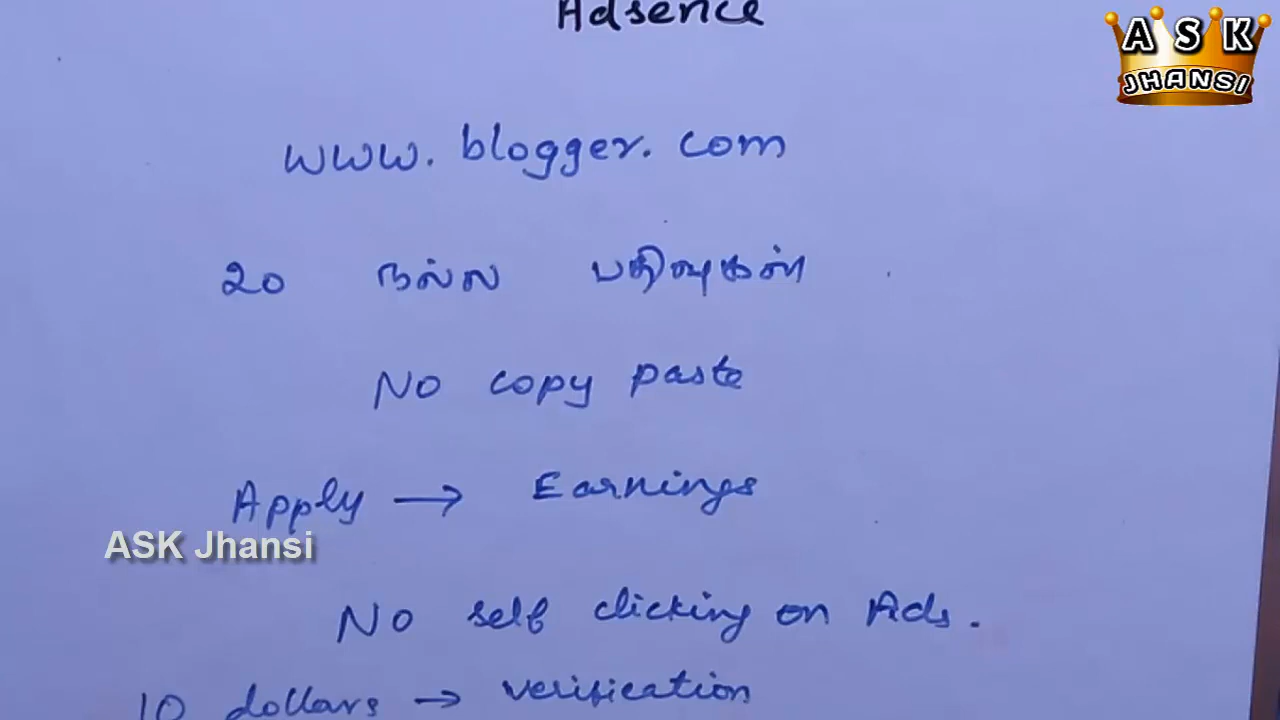 Adsence
A S K
JHANSI
www.blogger.com
20 நல்ல பதிவுகள்
No copy paste
Apply → Earnings
ASK Jhansi
No self clicking on Ads.
10 dollars → verification